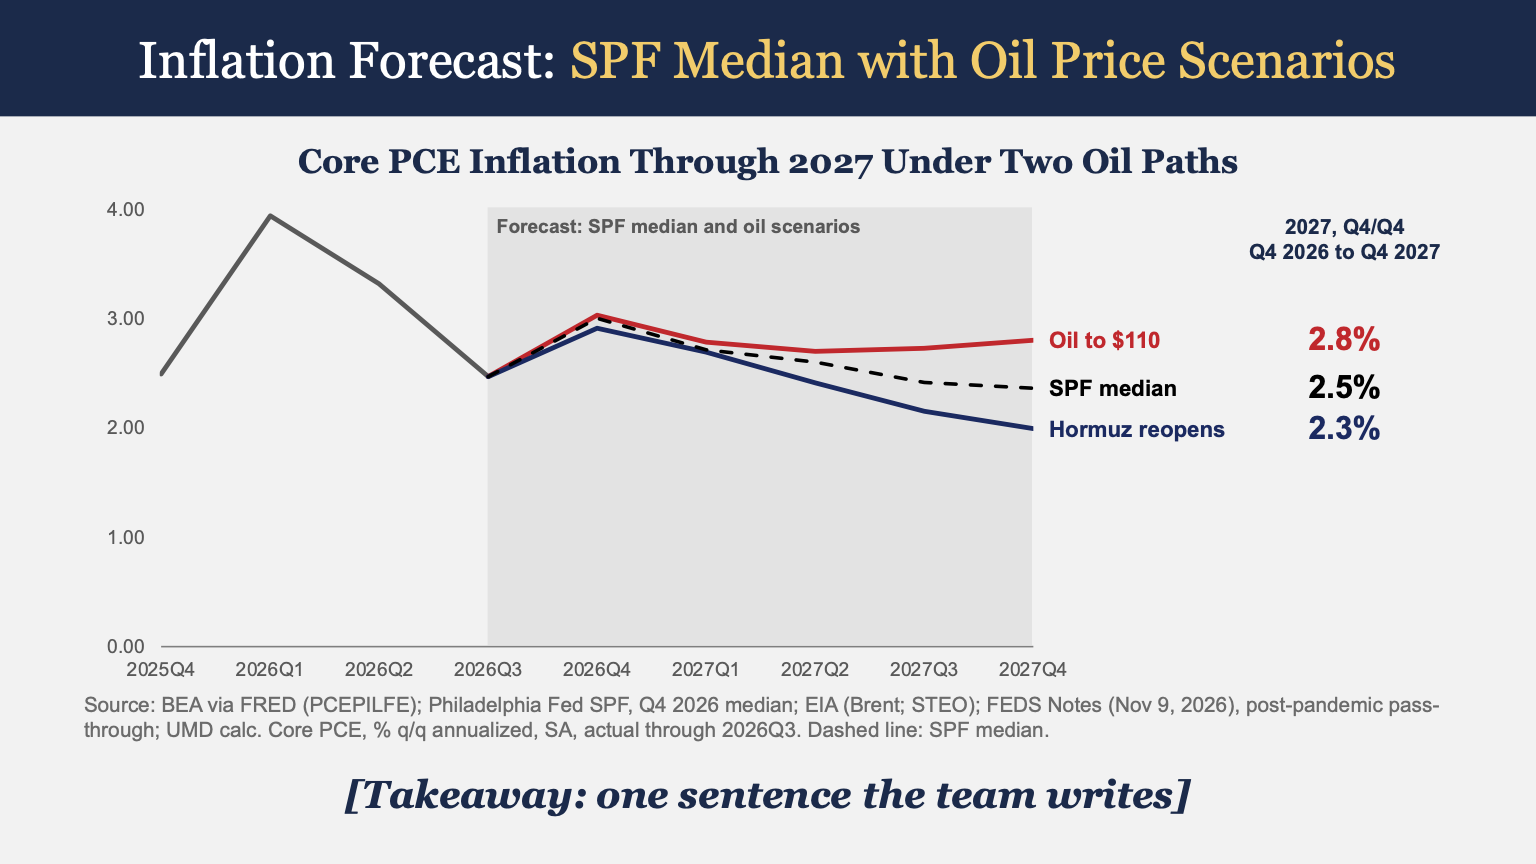 Inflation Forecast: SPF Median with Oil Price Scenarios
Core PCE Inflation Through 2027 Under Two Oil Paths
4.00
3.00
2.00
1.00
0.00
Forecast: SPF median and oil scenarios
2027, Q4/Q4
Q4 2026 to Q4 2027
Oil to $110 2.8%
SPF median 2.5%
Hormuz reopens 2.3%
2025Q4 2026Q1 2026Q2 2026Q3 2026Q4 2027Q1 2027Q2 2027Q3 2027Q4
Source: BEA via FRED (PCEPILFE); Philadelphia Fed SPF, Q4 2026 median; EIA (Brent; STEO); FEDS Notes (Nov 9, 2026), post-pandemic pass-
through; UMD calc. Core PCE, % q/q annualized, SA, actual through 2026Q3. Dashed line: SPF median.
[Takeaway: one sentence the team writes]